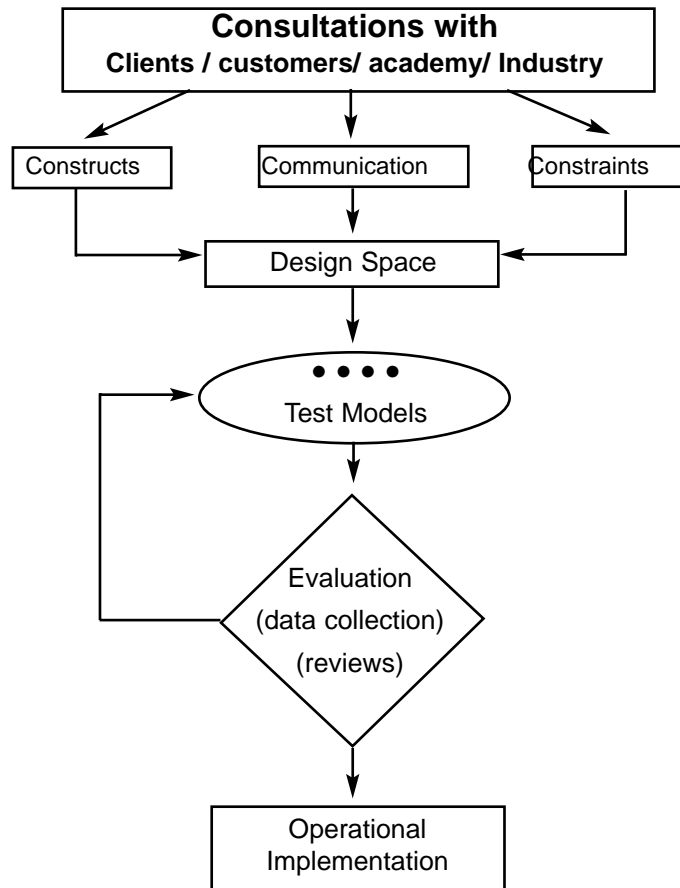 Consultations with
Clients / customers/ academy/ Industry
Constructs
Communication
Constraints
Design Space
Test Models
Evaluation
(data collection)
(reviews)
Operational
Implementation